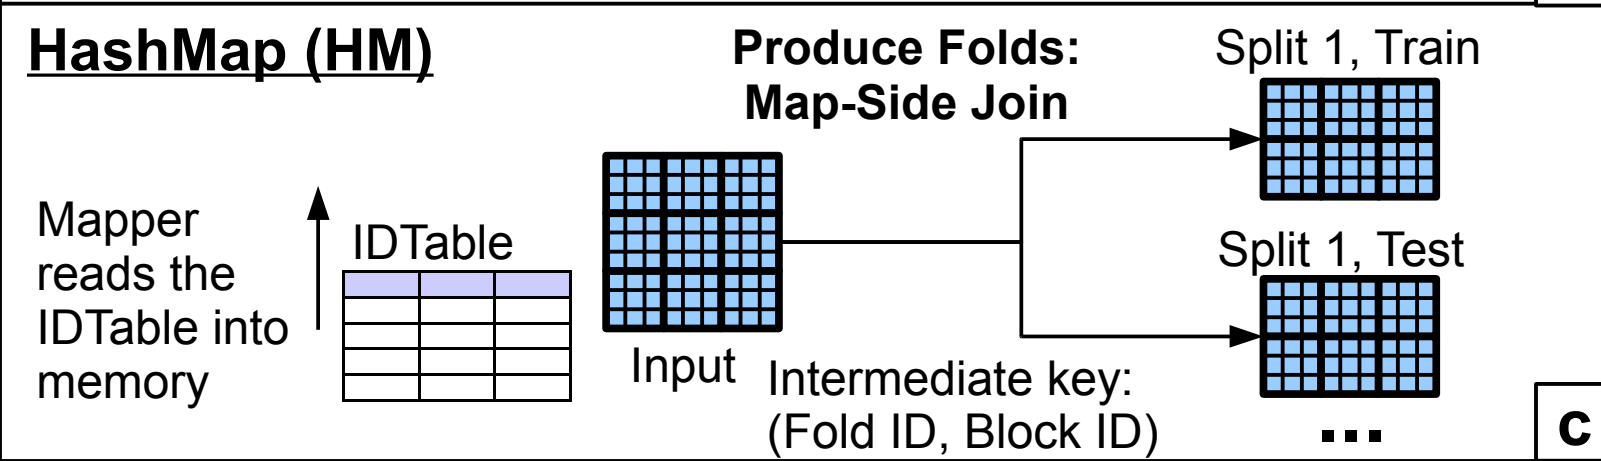 HashMap (HM)
Produce Folds:
Map-Side Join
Split 1, Train
Mapper
reads the
IDTable into
memory
IDTable
Input
Intermediate key:
(Fold ID, Block ID)
Split 1, Test
...
c